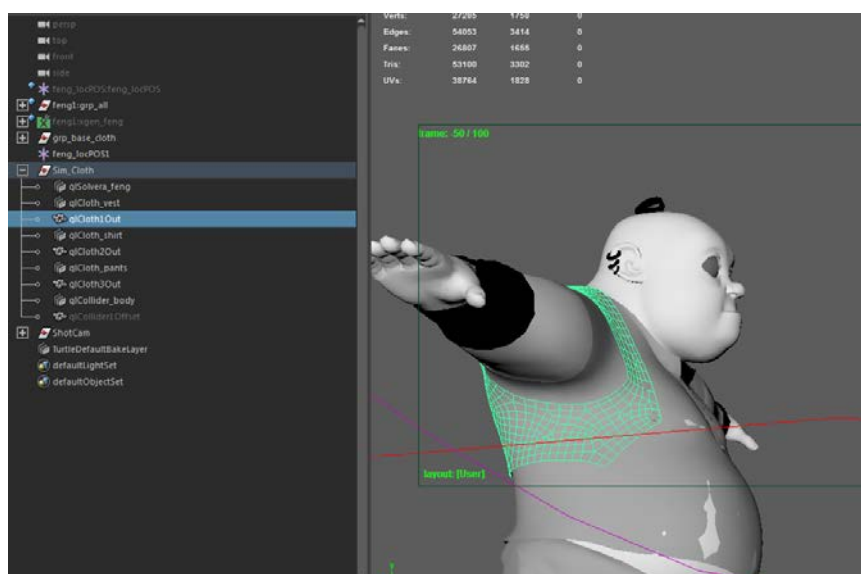 persp
top
front
side
feng_locPOS:feng_locPOS
feng1:grp_all
feng1:xgen_feng
grp_base_cloth
feng_locPOS1
Sim_Cloth
qlSolvera_feng
qlCloth_vest
qlCloth1Out
qlCloth_shirt
qlCloth2Out
qlCloth_pants
qlCloth3Out
qlCollider_body
qlCollider1Offset
ShotCam
TurtleDefaultBakeLayer
defaultLightSet
defaultObjectSet
Verts: 27285 1750 0
Edges: 54053 3414 0
Faces: 26807 1666 0
Tris: 53100 3302 0
UVs: 38764 1828 0
frame: -50 / 100
layout: [User]